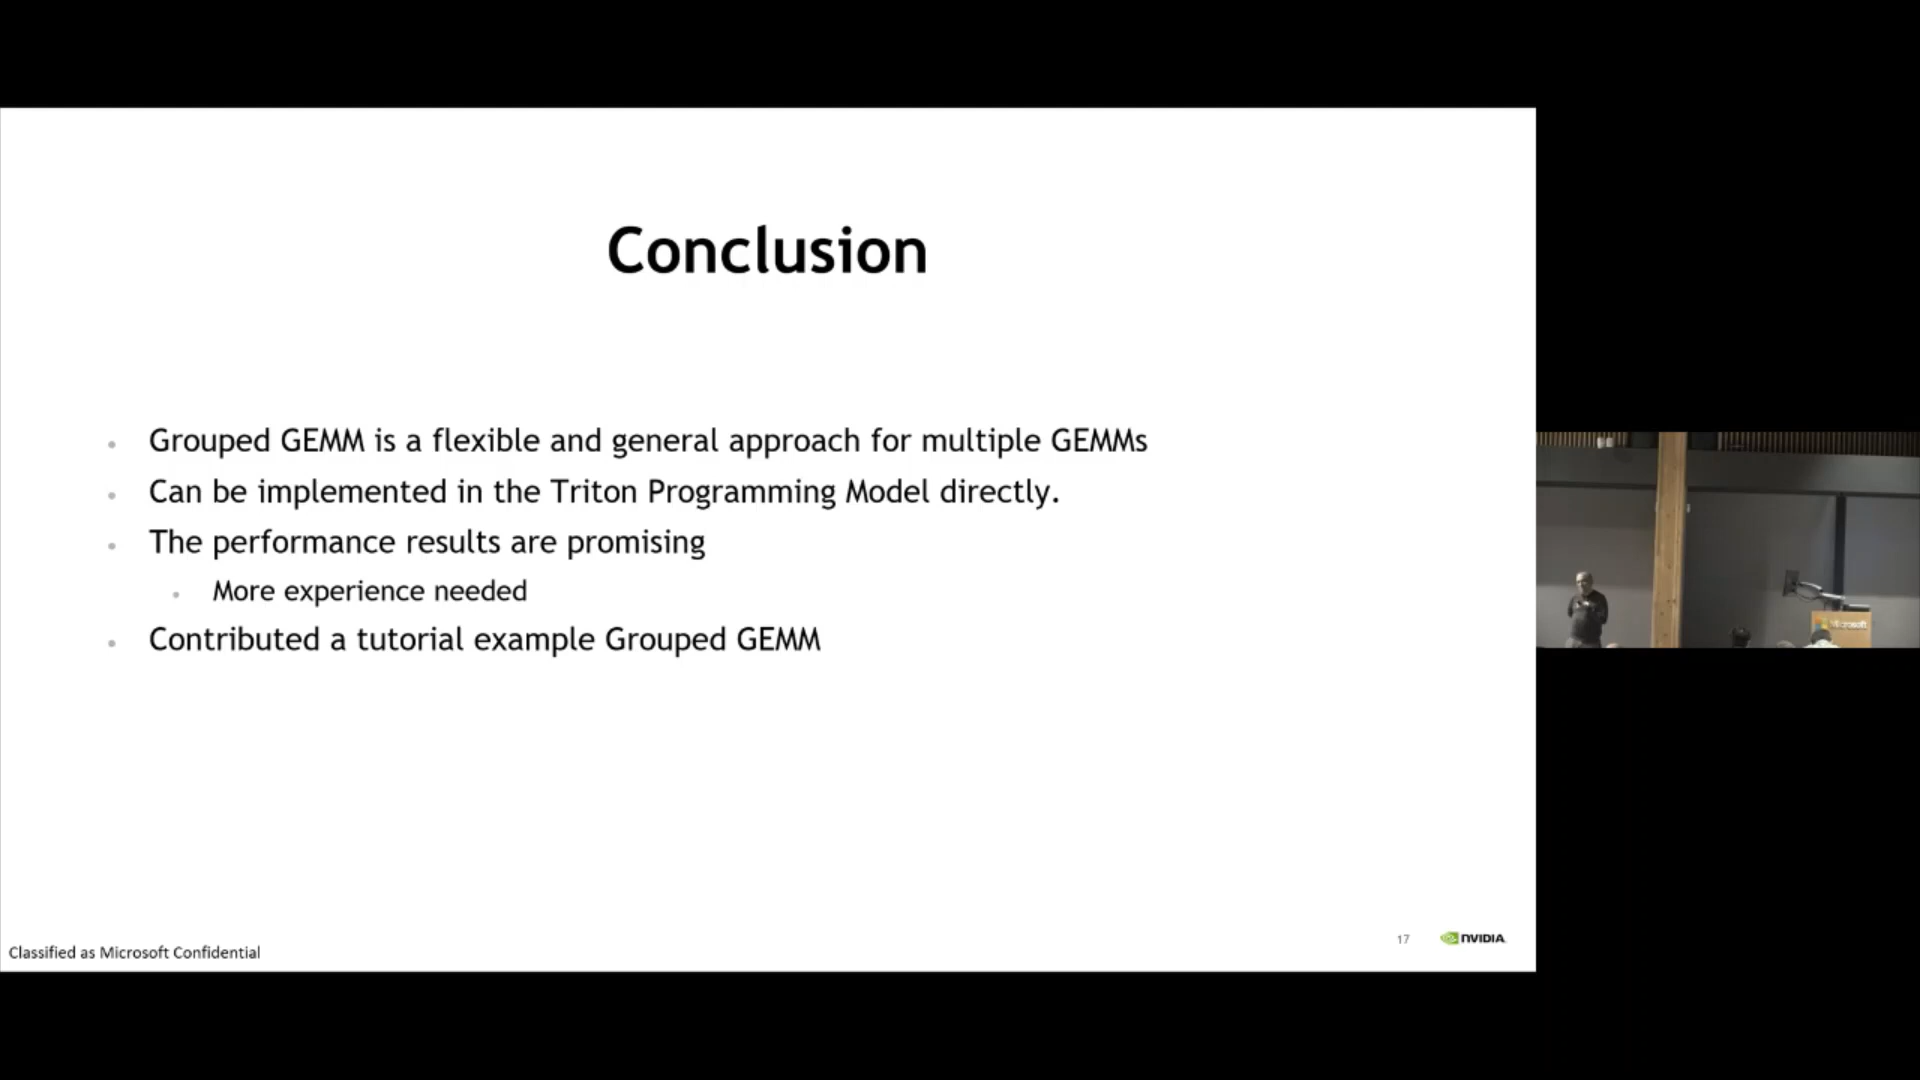 Conclusion
Grouped GEMM is a flexible and general approach for multiple GEMMs
Can be implemented in the Triton Programming Model directly.
The performance results are promising
More experience needed
Contributed a tutorial example Grouped GEMM
Classified as Microsoft Confidential
17
NVIDIA
Microsoft